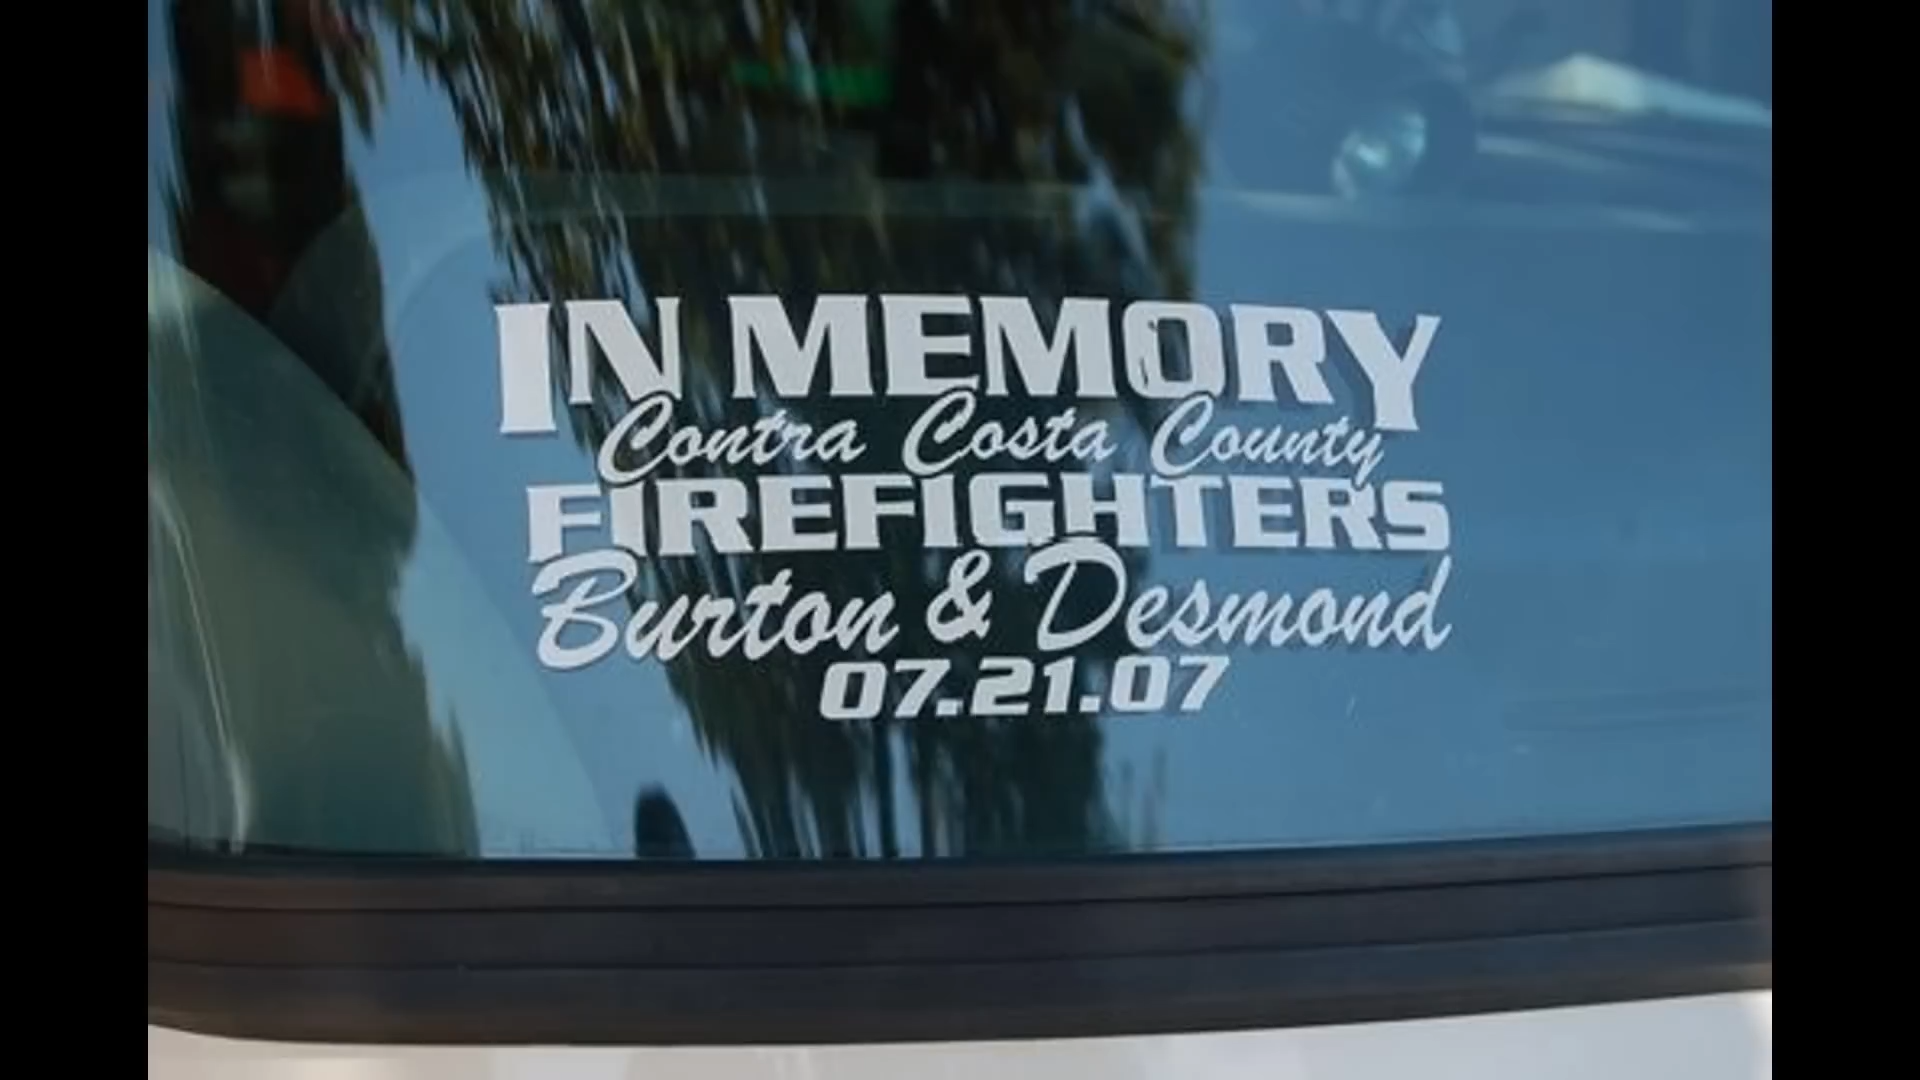 IN MEMORY
Contra Costa County
FIREFIGHTERS
Burton & Desmond
07.21.07